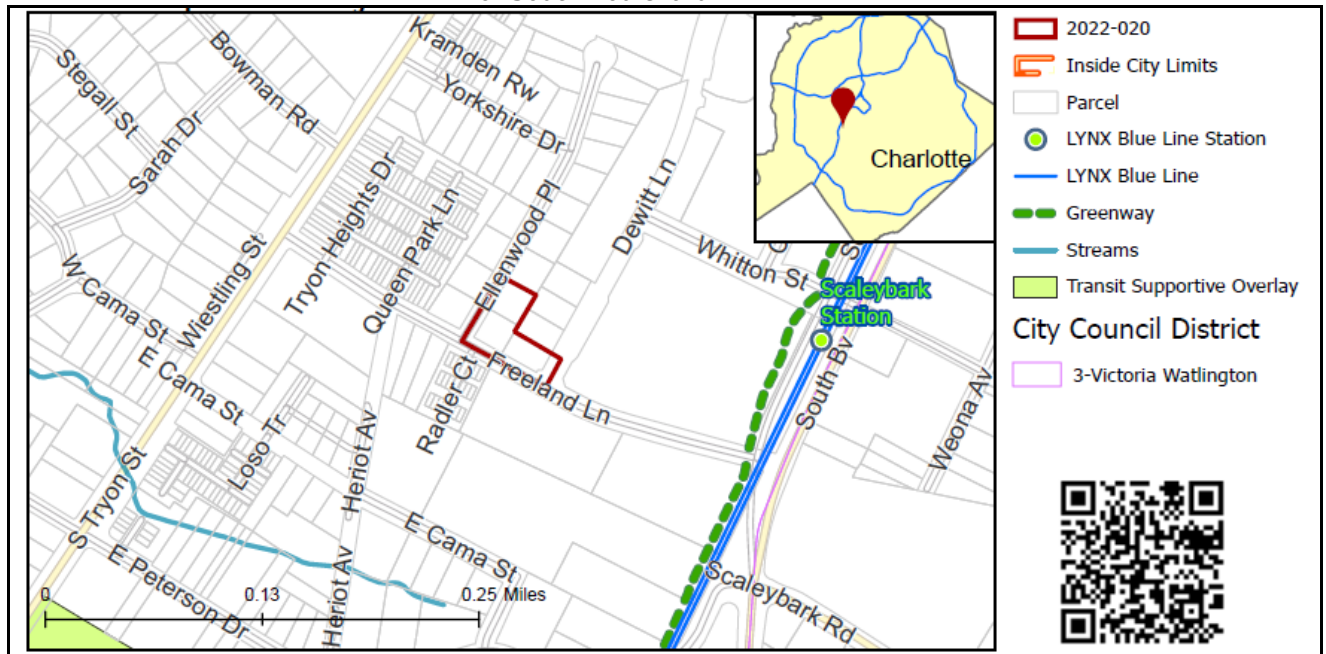 Kramden Rw
Yorkshire Dr
Bowman Rd
Stegall St
Sarah Dr
Charlotte
Tryon Heights Dr
Queen Park Ln
Ellenwood Pl
Dewitt Ln
Whitton St
Wiestling St
W Cama St
E Cama St
Scaleybark
Station
Freeland Ln
Radler Ct
South Bv
Weona Av
Loso Tr
Heriot Av
S Tryon St
E Cama St
E Peterson Dr
Heriot Av
Scaleybark Rd
0 0.13 0.25 Miles
2022-020
Inside City Limits
Parcel
LYNX Blue Line Station
LYNX Blue Line
Greenway
Streams
Transit Supportive Overlay
City Council District
3-Victoria Watlington